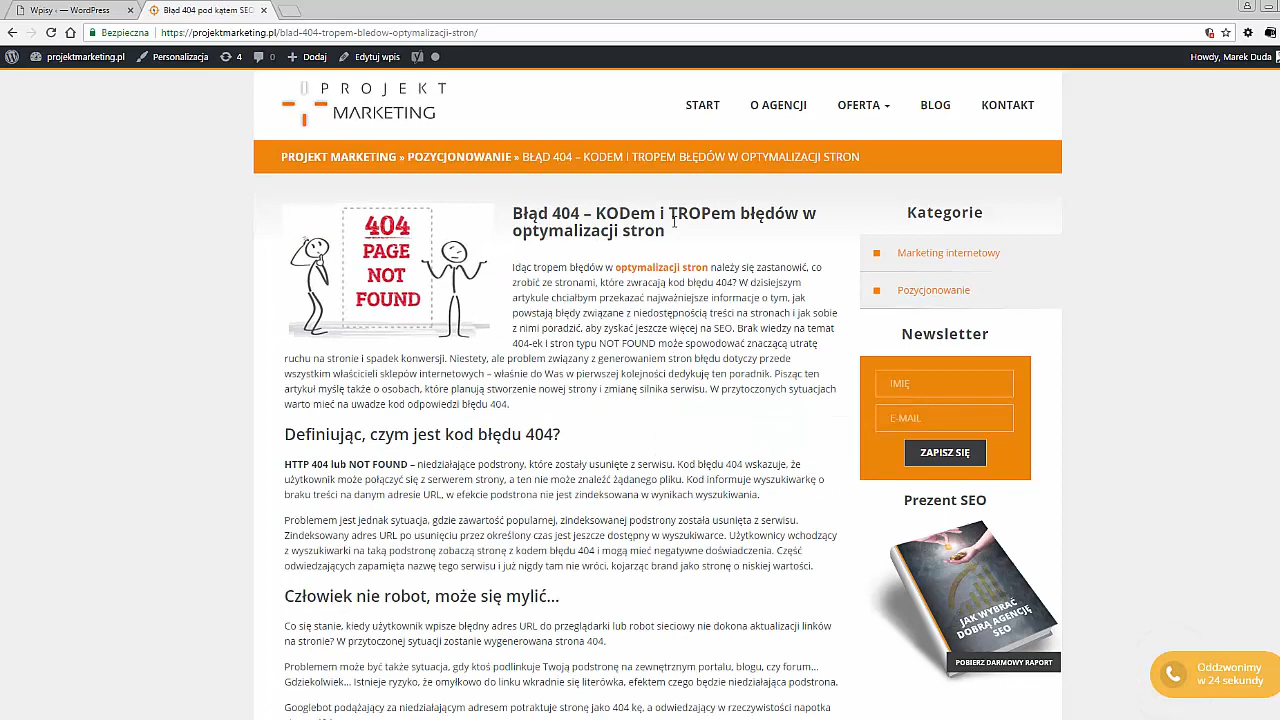 Wpisy ‹ — WordPress
Błąd 404 pod kątem SEO
Bezpieczna
https://projektmarketing.pl/blad-404-tropem-bledow-optymalizacji-stron/
projektmarketing.pl
Personalizacja
4
0
Dodaj
Edytuj wpis
Howdy, Marek Duda
PROJEKT
MARKETING
START
O AGENCJI
OFERTA
BLOG
KONTAKT
PROJEKT MARKETING » POZYCJONOWANIE » BŁĄD 404 – KODEM I TROPEM BŁĘDÓW W OPTYMALIZACJI STRON
404
PAGE
NOT
FOUND
Błąd 404 – KODem i TROPem błędów w
optymalizacji stron
Idąc tropem błędów w optymalizacji stron należy się zastanowić, co
zrobić ze stronami, które zwracają kod błędu 404? W dzisiejszym
artykule chciałbym przekazać najważniejsze informacje o tym, jak
powstają błędy związane z niedostępnością treści na stronach i jak sobie
z nimi poradzić, aby zyskać jeszcze więcej na SEO. Brak wiedzy na temat
404-ek i stron typu NOT FOUND może spowodować znaczącą utratę
ruchu na stronie i spadek konwersji. Niestety, ale problem związany z generowaniem stron błędu dotyczy przede
wszystkim właścicieli sklepów internetowych – właśnie do Was w pierwszej kolejności dedykuję ten poradnik. Pisząc ten
artykuł myślę także o osobach, które planują stworzenie nowej strony i zmianę silnika serwisu. W przytoczonych sytuacjach
warto mieć na uwadze kod odpowiedzi błędu 404.
Definiując, czym jest kod błędu 404?
HTTP 404 lub NOT FOUND – niedziałające podstrony, które zostały usunięte z serwisu. Kod błędu 404 wskazuje, że
użytkownik może połączyć się z serwerem strony, a ten nie może znaleźć żądanego pliku. Kod informuje wyszukiwarkę o
braku treści na danym adresie URL, w efekcie podstrona nie jest zindeksowana w wynikach wyszukiwania.
Problemem jest jednak sytuacja, gdzie zawartość popularnej, zindeksowanej podstrony została usunięta z serwisu.
Zindeksowany adres URL po usunięciu przez określony czas jest jeszcze dostępny w wyszukiwarce. Użytkownicy wchodzący
z wyszukiwarki na taką podstronę zobaczą stronę z kodem błędu 404 i mogą mieć negatywne doświadczenia. Część
odwiedzających zapamięta nazwę tego serwisu i już nigdy tam nie wróci, kojarząc brand jako stronę o niskiej wartości.
Człowiek nie robot, może się mylić...
Co się stanie, kiedy użytkownik wpisze błędny adres URL do przeglądarki lub robot sieciowy nie dokona aktualizacji linków
na stronie? W przytoczonej sytuacji zostanie wygenerowana strona 404.
Problemem może być także sytuacja, gdy ktoś podlinkuje Twoją podstronę na zewnętrznym portalu, blogu, czy forum...
Gdziekolwiek... Istnieje ryzyko, że omyłkowo do linku wkradnie się literówka, efektem czego będzie niedziałająca podstrona.
Googlebot podążający za niedziałającym adresem potraktuje stronę jako 404 kę, a odwiedzający w rzeczywistości napotka
Kategorie
Marketing internetowy
Pozycjonowanie
Newsletter
IMIĘ
E-MAIL
ZAPISZ SIĘ
Prezent SEO
JAK WYBRAĆ
DOBRĄ AGENCJĘ
SEO
POBIERZ DARMOWY RAPORT
Oddzwonimy
w 24 sekundy